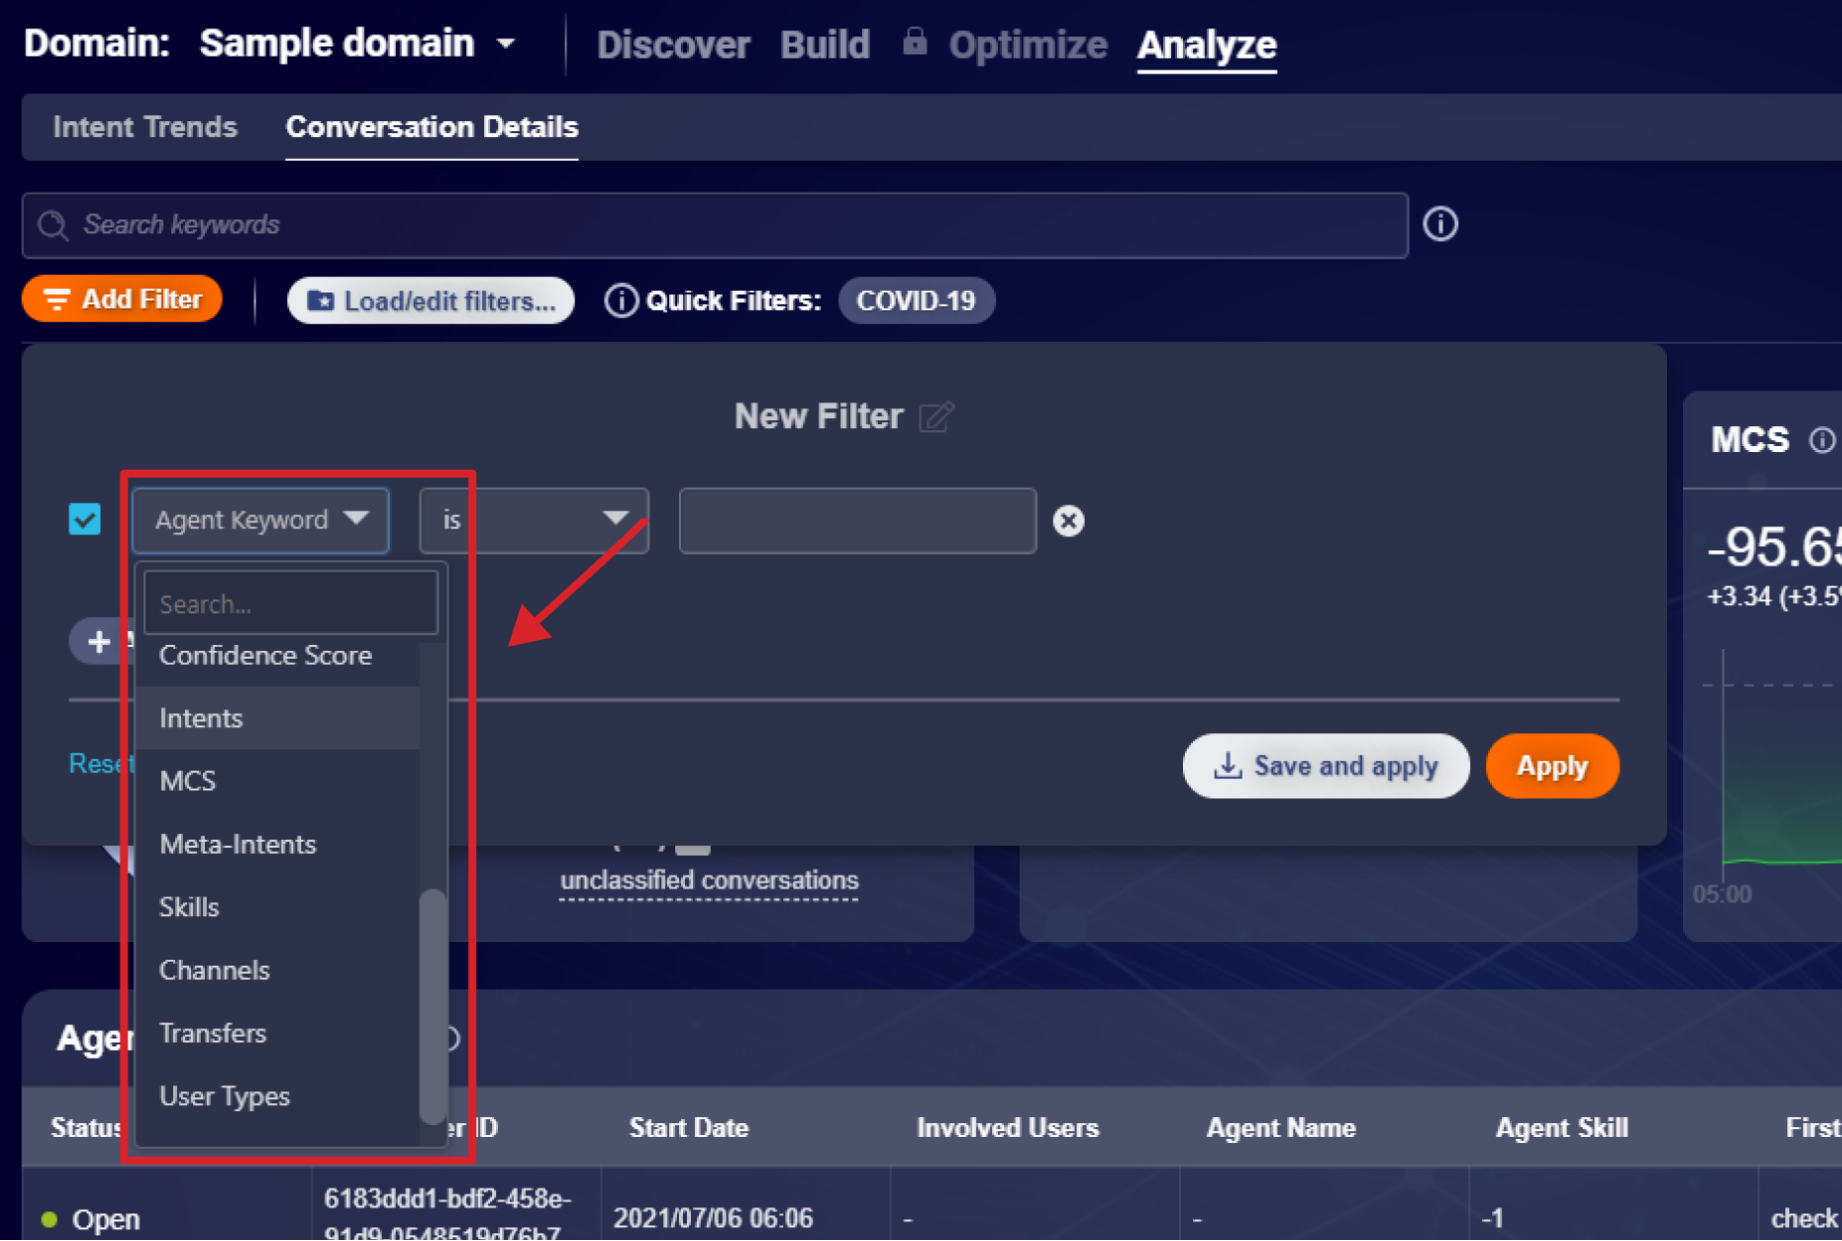 Domain: Sample domain
Discover Build Optimize Analyze
Intent Trends Conversation Details
Search keywords
Add Filter Load/edit filters... Quick Filters: COVID-19
New Filter
MCS
Agent Keyword is
-95.65
+3.34 (+3.5%
Search...
Confidence Score
Intents
MCS
Meta-Intents
Skills
Channels
Transfers
User Types
Reset
Save and apply Apply
unclassified conversations
05:00
Status ID Start Date Involved Users Agent Name Agent Skill First
Open 6183ddd1-bdf2-458e- 2021/07/06 06:06 - - -1 check
91d9-0548519d76b7